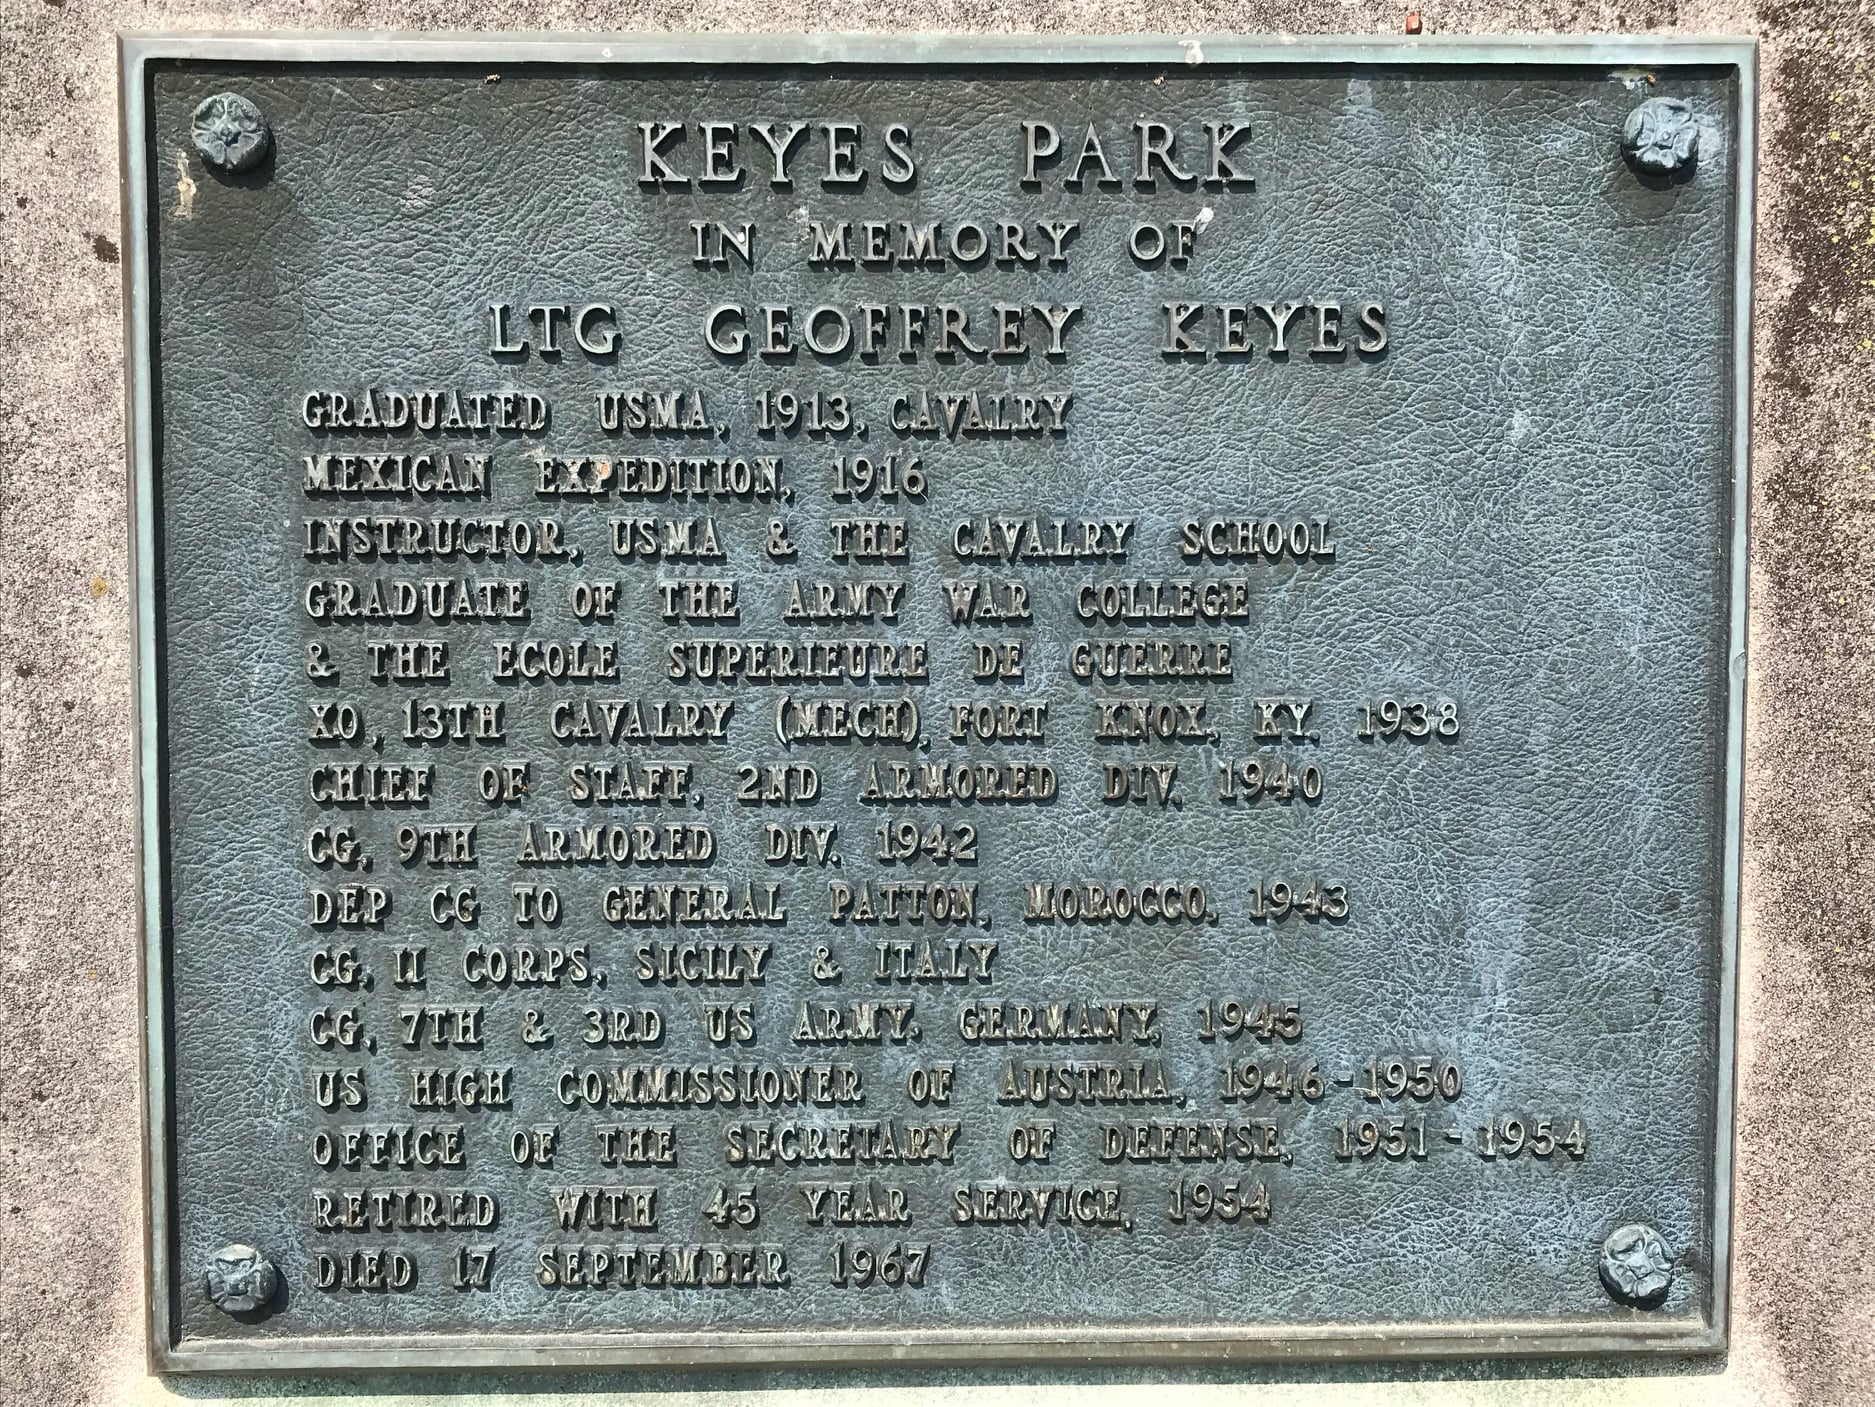 KEYES PARK
IN MEMORY OF
LTG GEOFFREY KEYES
GRADUATED USMA, 1913, CAVALRY
MEXICAN EXPEDITION, 1916
INSTRUCTOR, USMA & THE CAVALRY SCHOOL
GRADUATE OF THE ARMY WAR COLLEGE
& THE ECOLE SUPERIEURE DE GUERRE
XO, 13TH CAVALRY (MECH), FORT KNOX, KY. 1938
CHIEF OF STAFF, 2ND ARMORED DIV. 1940
CG, 9TH ARMORED DIV. 1942
DEP CG TO GENERAL PATTON, MOROCCO, 1943
CG, II CORPS, SICILY & ITALY
CG, 7TH & 3RD US ARMY. GERMANY, 1945
US HIGH COMMISSIONER OF AUSTRIA, 1946-1950
OFFICE OF THE SECRETARY OF DEFENSE, 1951-1954
RETIRED WITH 45 YEAR SERVICE, 1954
DIED 17 SEPTEMBER 1967